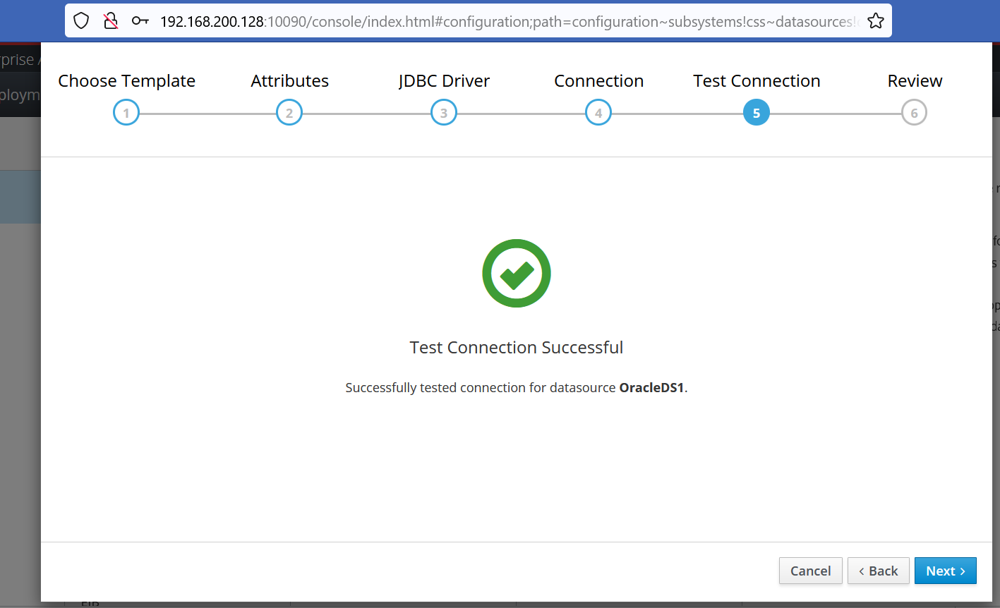 192.168.200.128:10090/console/index.html#configuration;path=configuration~subsystems!css~datasources!
prise
ploym
Choose Template Attributes JDBC Driver Connection Test Connection Review
1 2 3 4 5 6
Test Connection Successful
Successfully tested connection for datasource OracleDS1.
Cancel < Back Next >